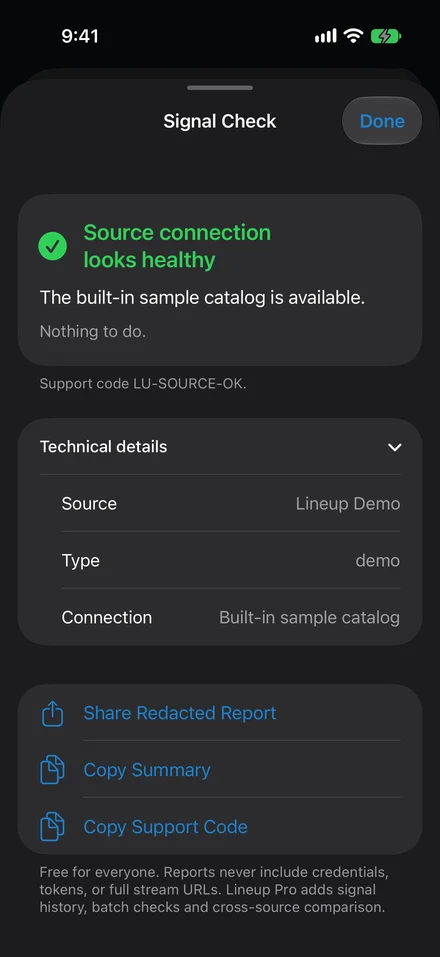 9:41
Signal Check
Done
Source connection
looks healthy
The built-in sample catalog is available.
Nothing to do.
Support code LU-SOURCE-OK.
Technical details
Source Lineup Demo
Type demo
Connection Built-in sample catalog
Share Redacted Report
Copy Summary
Copy Support Code
Free for everyone. Reports never include credentials,
tokens, or full stream URLs. Lineup Pro adds signal
history, batch checks and cross-source comparison.